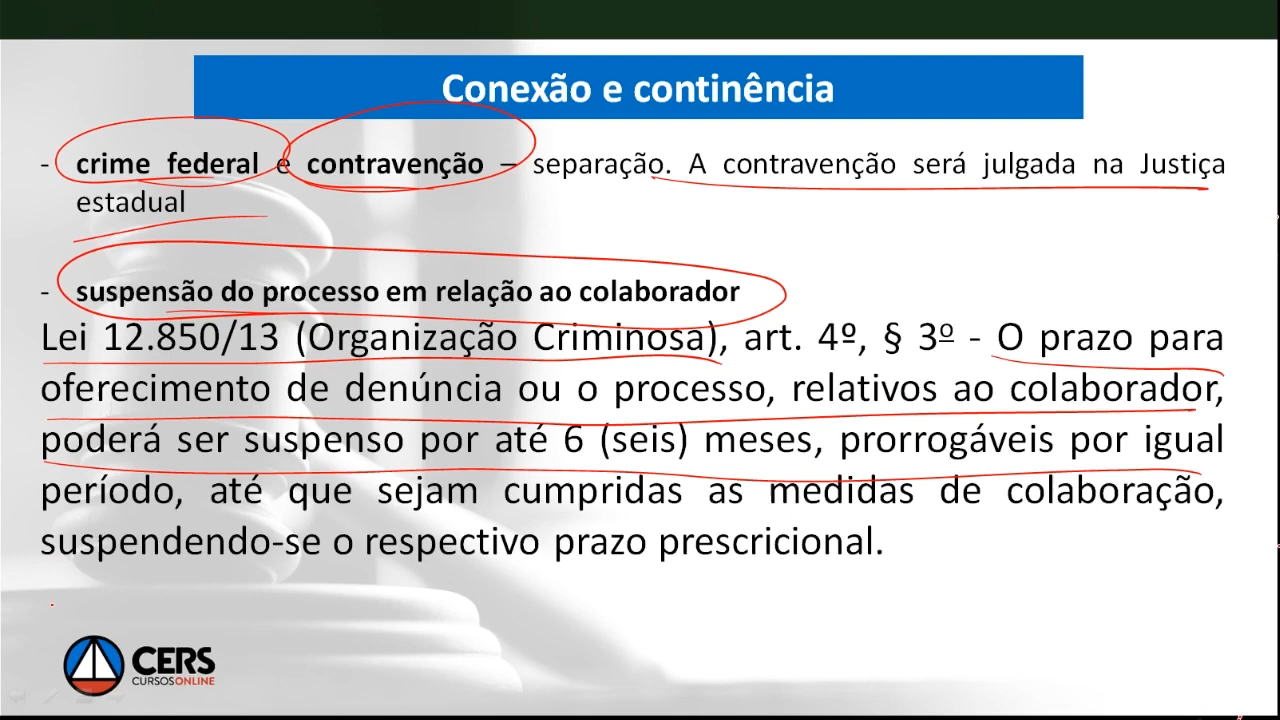 Conexão e continência
- crime federal e contravenção – separação. A contravenção será julgada na Justiça
estadual
- suspensão do processo em relação ao colaborador
Lei 12.850/13 (Organização Criminosa), art. 4º, § 3º - O prazo para
oferecimento de denúncia ou o processo, relativos ao colaborador,
poderá ser suspenso por até 6 (seis) meses, prorrogáveis por igual
período, até que sejam cumpridas as medidas de colaboração,
suspendendo-se o respectivo prazo prescricional.
CERS
CURSOS ONLINE